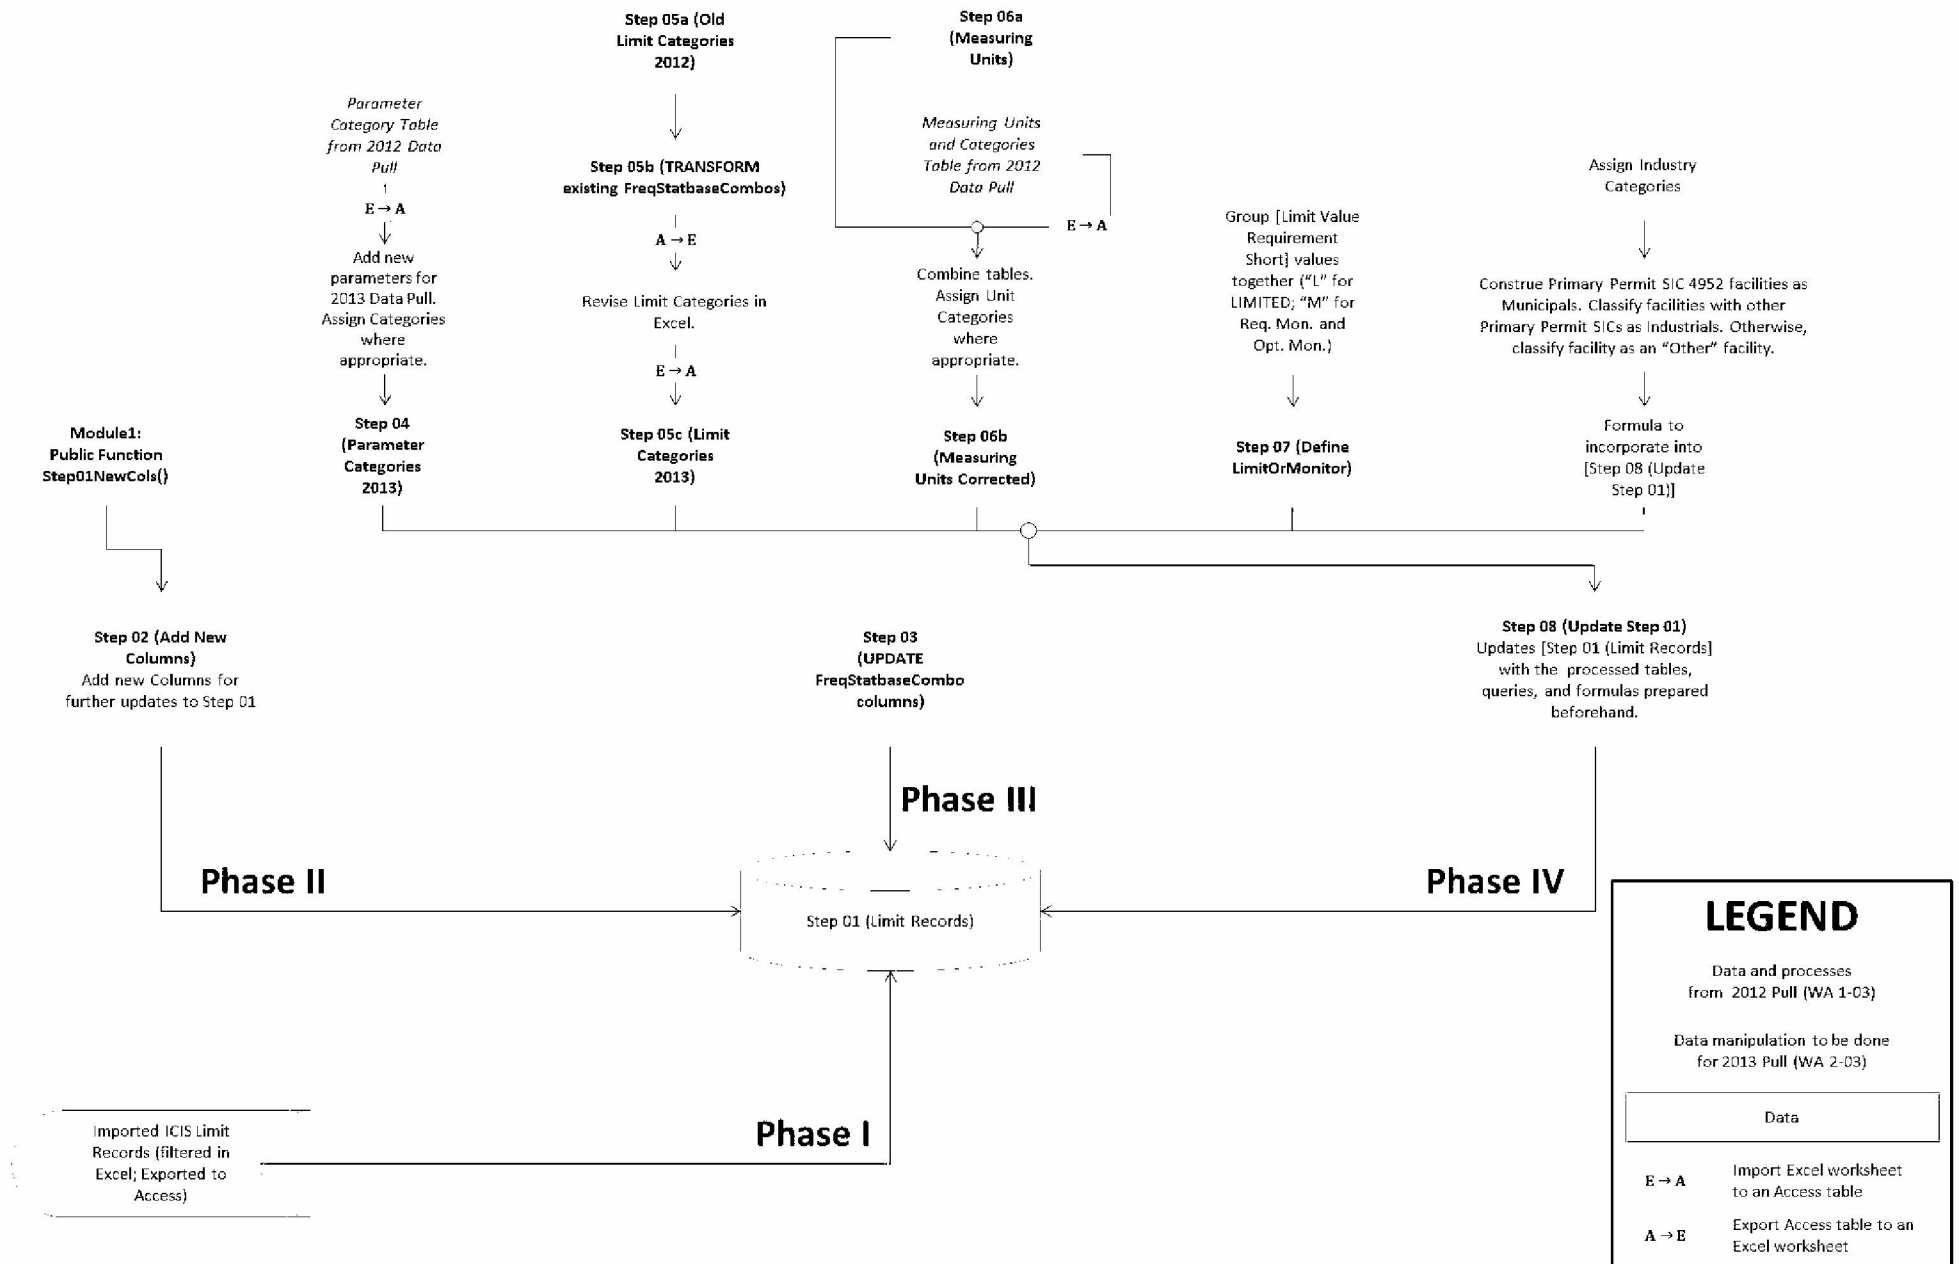 Step 05a (Old
Limit Categories
2012)
Step 06a
(Measuring
Units)
Parameter
Category Table
from 2012 Data
Pull
E → A
Add new
parameters for
2013 Data Pull.
Assign Categories
where
appropriate.
Step 04
(Parameter
Categories
2013)
Step 05b (TRANSFORM
existing FreqStatbaseCombos)
A → E
Revise Limit Categories in
Excel.
E → A
Step 05c (Limit
Categories
2013)
Measuring Units
and Categories
Table from 2012
Data Pull
E → A
Combine tables.
Assign Unit
Categories
where
appropriate.
Step 06b
(Measuring
Units Corrected)
Group [Limit Value
Requirement
Short] values
together ("L" for
LIMITED; "M" for
Req. Mon. and
Opt. Mon.)
Step 07 (Define
LimitOrMonitor)
Assign Industry
Categories
Construe Primary Permit SIC 4952 facilities as
Municipals. Classify facilities with other
Primary Permit SICs as Industrials. Otherwise,
classify facility as an "Other" facility.
Formula to
incorporate into
[Step 08 (Update
Step 01)]
Module1:
Public Function
Step01NewCols()
Step 02 (Add New
Columns)
Add new Columns for
further updates to Step 01
Step 03
(UPDATE
FreqStatbaseCombo
columns)
Step 08 (Update Step 01)
Updates [Step 01 (Limit Records]
with the processed tables,
queries, and formulas prepared
beforehand.
Phase III
Phase II
Phase IV
Step 01 (Limit Records)
Phase I
Imported ICIS Limit
Records (filtered in
Excel; Exported to
Access)
LEGEND
Data and processes
from 2012 Pull (WA 1-03)
Data manipulation to be done
for 2013 Pull (WA 2-03)
Data
E → A
Import Excel worksheet
to an Access table
A → E
Export Access table to an
Excel worksheet